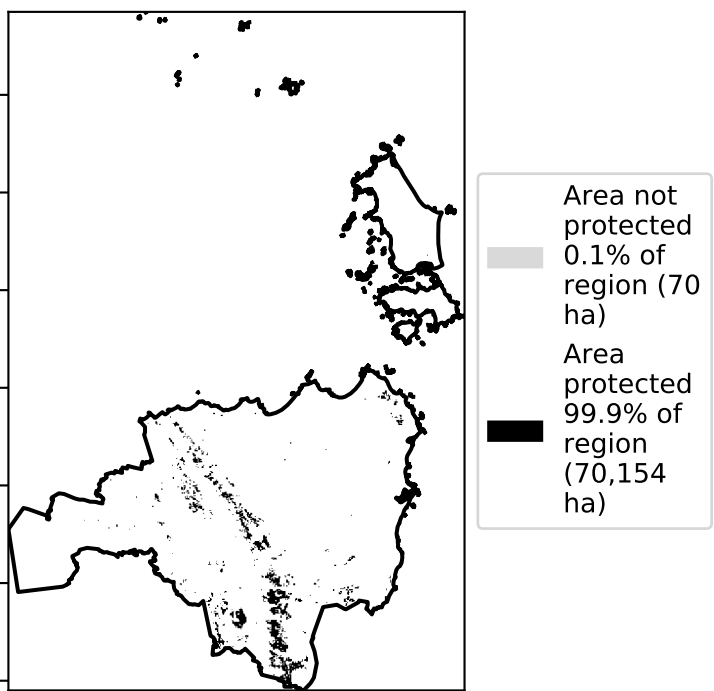 Area not
protected
0.1% of
region (70
ha)
Area
protected
99.9% of
region
(70,154
ha)